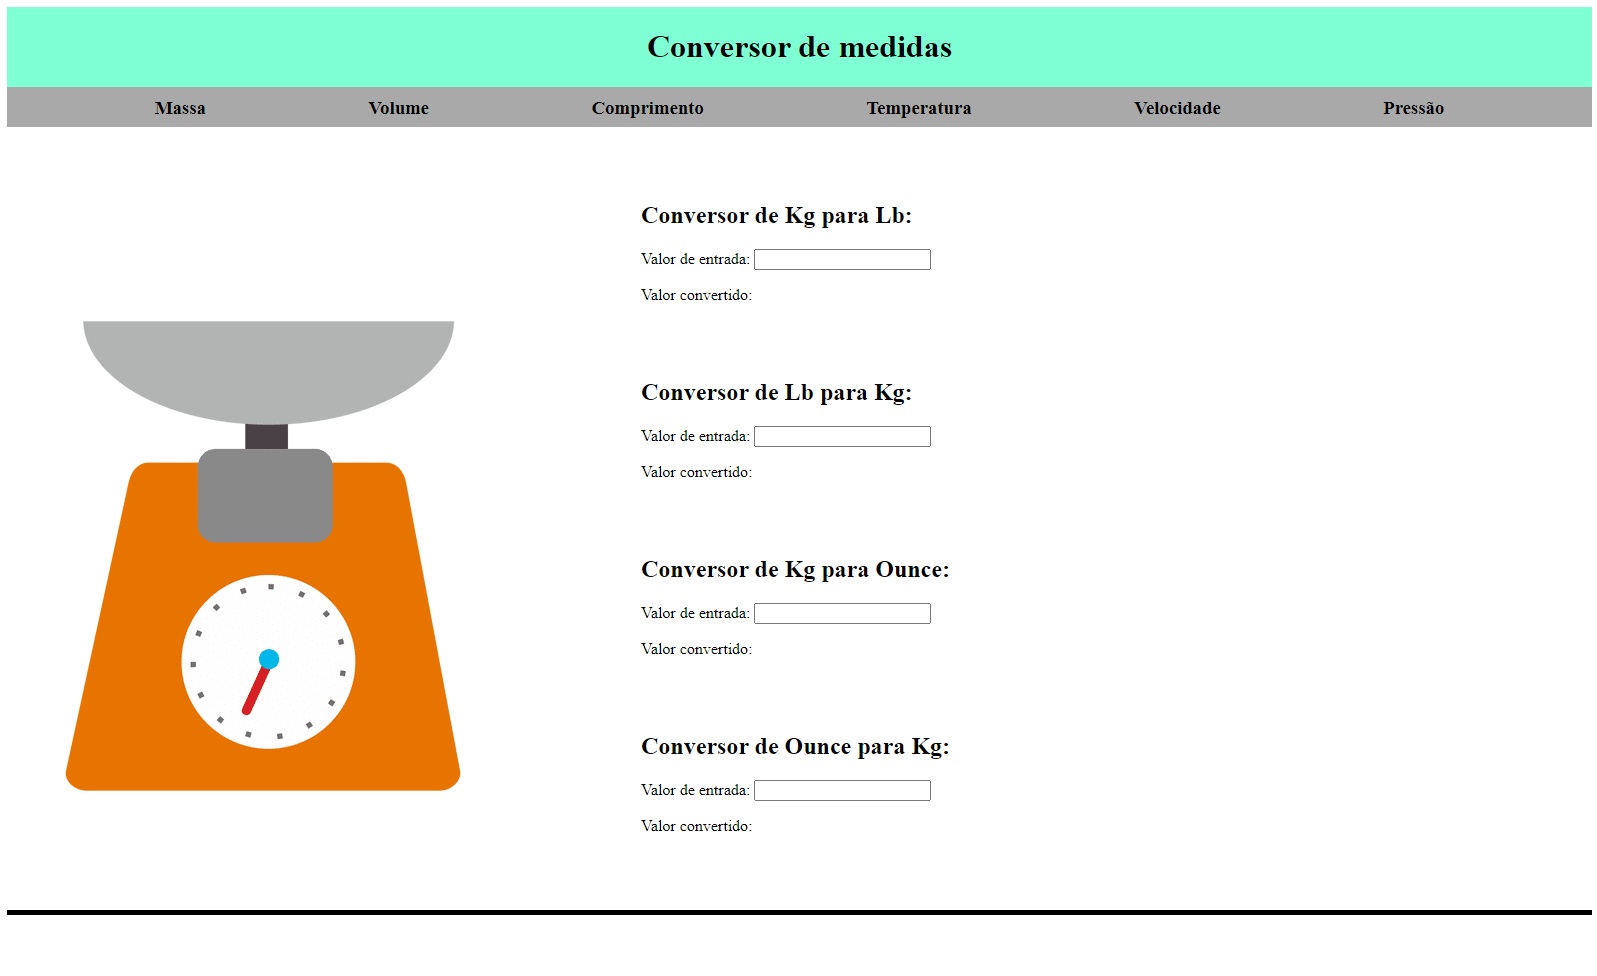 Conversor de medidas
Massa Volume Comprimento Temperatura Velocidade Pressão
Conversor de Kg para Lb:
Valor de entrada:
Valor convertido:
Conversor de Lb para Kg:
Valor de entrada:
Valor convertido:
Conversor de Kg para Ounce:
Valor de entrada:
Valor convertido:
Conversor de Ounce para Kg:
Valor de entrada:
Valor convertido: